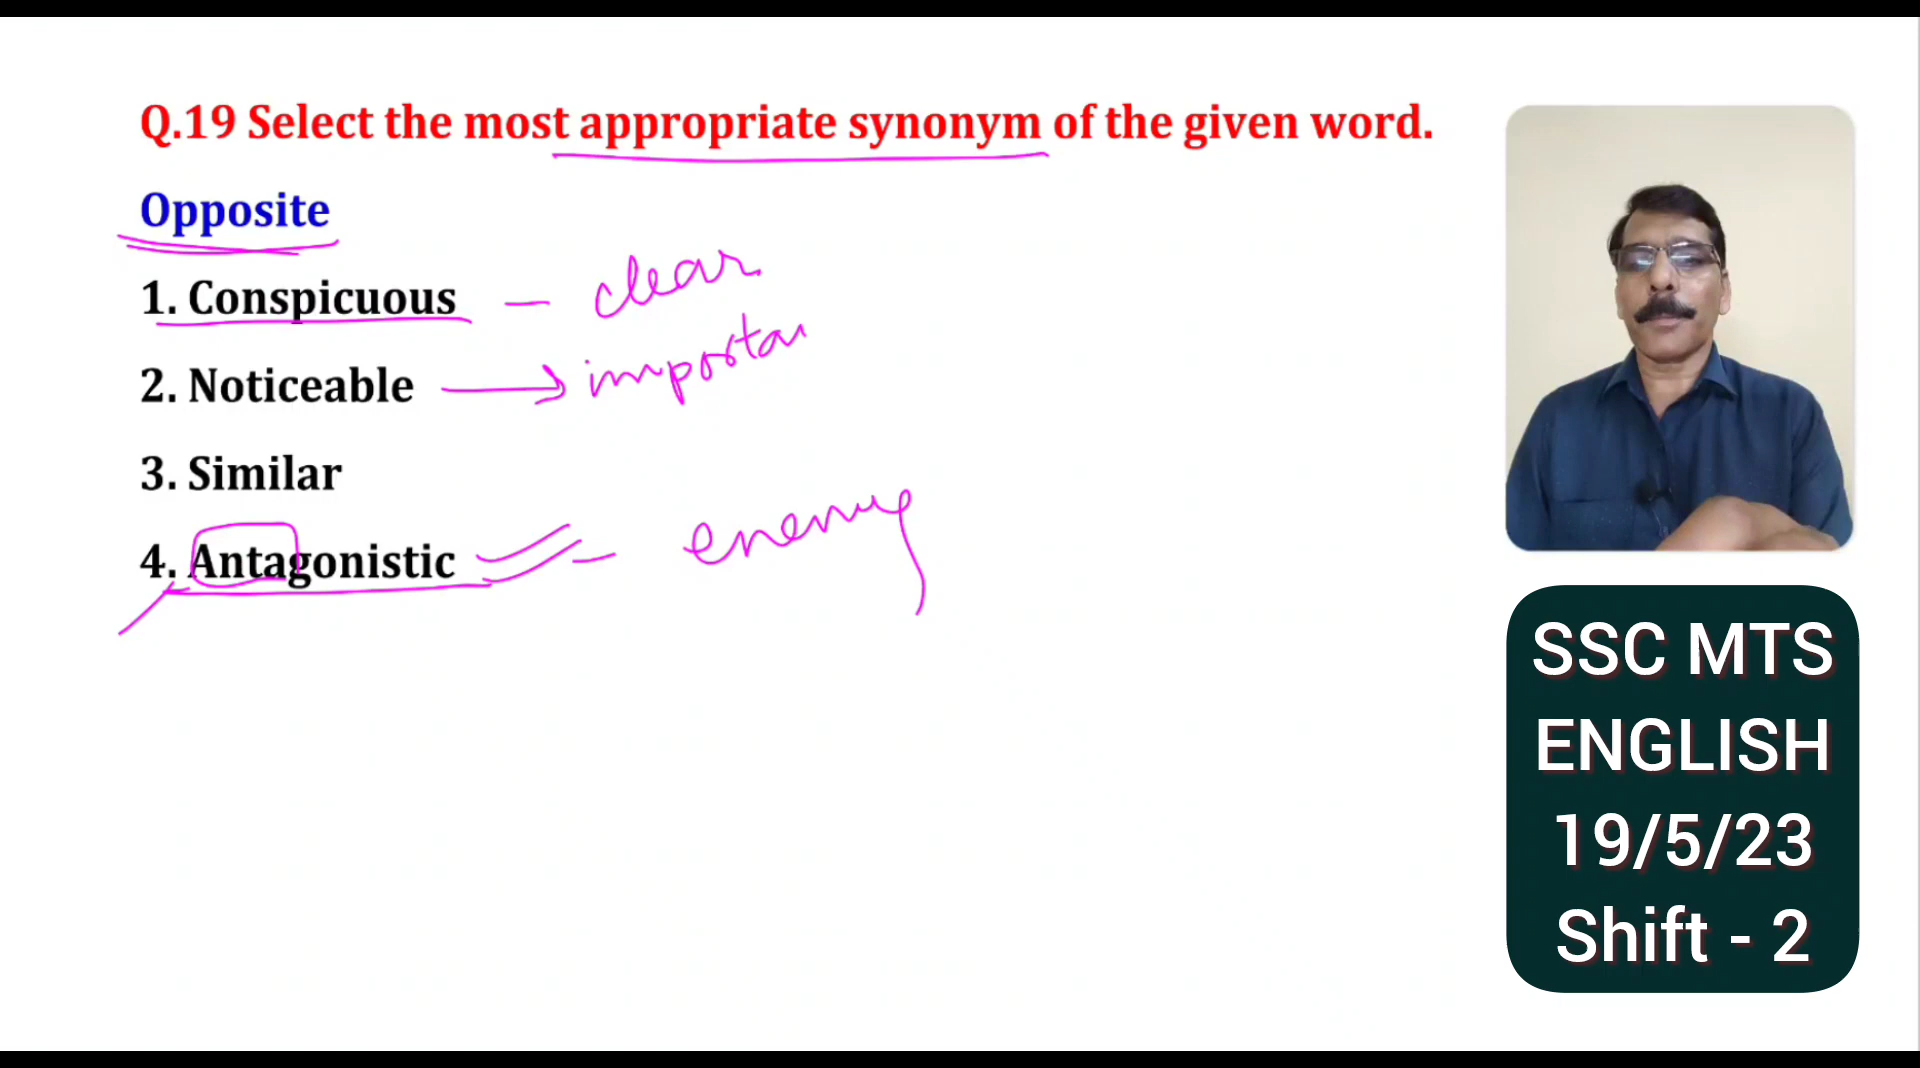 Q.19 Select the most appropriate synonym of the given word.
Opposite
1. Conspicuous – clear
2. Noticeable → importan
3. Similar
4. Antagonistic – enemy
SSC MTS
ENGLISH
19/5/23
Shift - 2